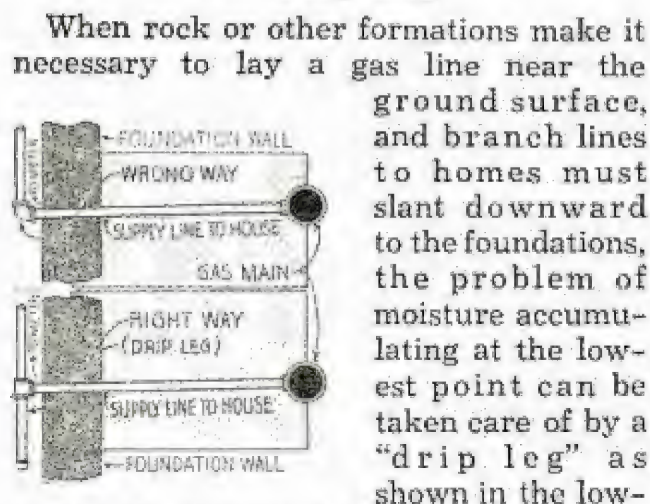 When rock or other formations make it
necessary to lay a gas line near the
ground surface,
and branch lines
to homes must
slant downward
to the foundations,
the problem of
moisture accumu-
lating at the low-
est point can be
taken care of by a
"drip leg" as
shown in the low-
FOUNDATION WALL
WRONG WAY
SUPPLY LINE TO HOUSE
GAS MAIN
RIGHT WAY
(DRIP LEG)
SUPPLY LINE TO HOUSE
FOUNDATION WALL